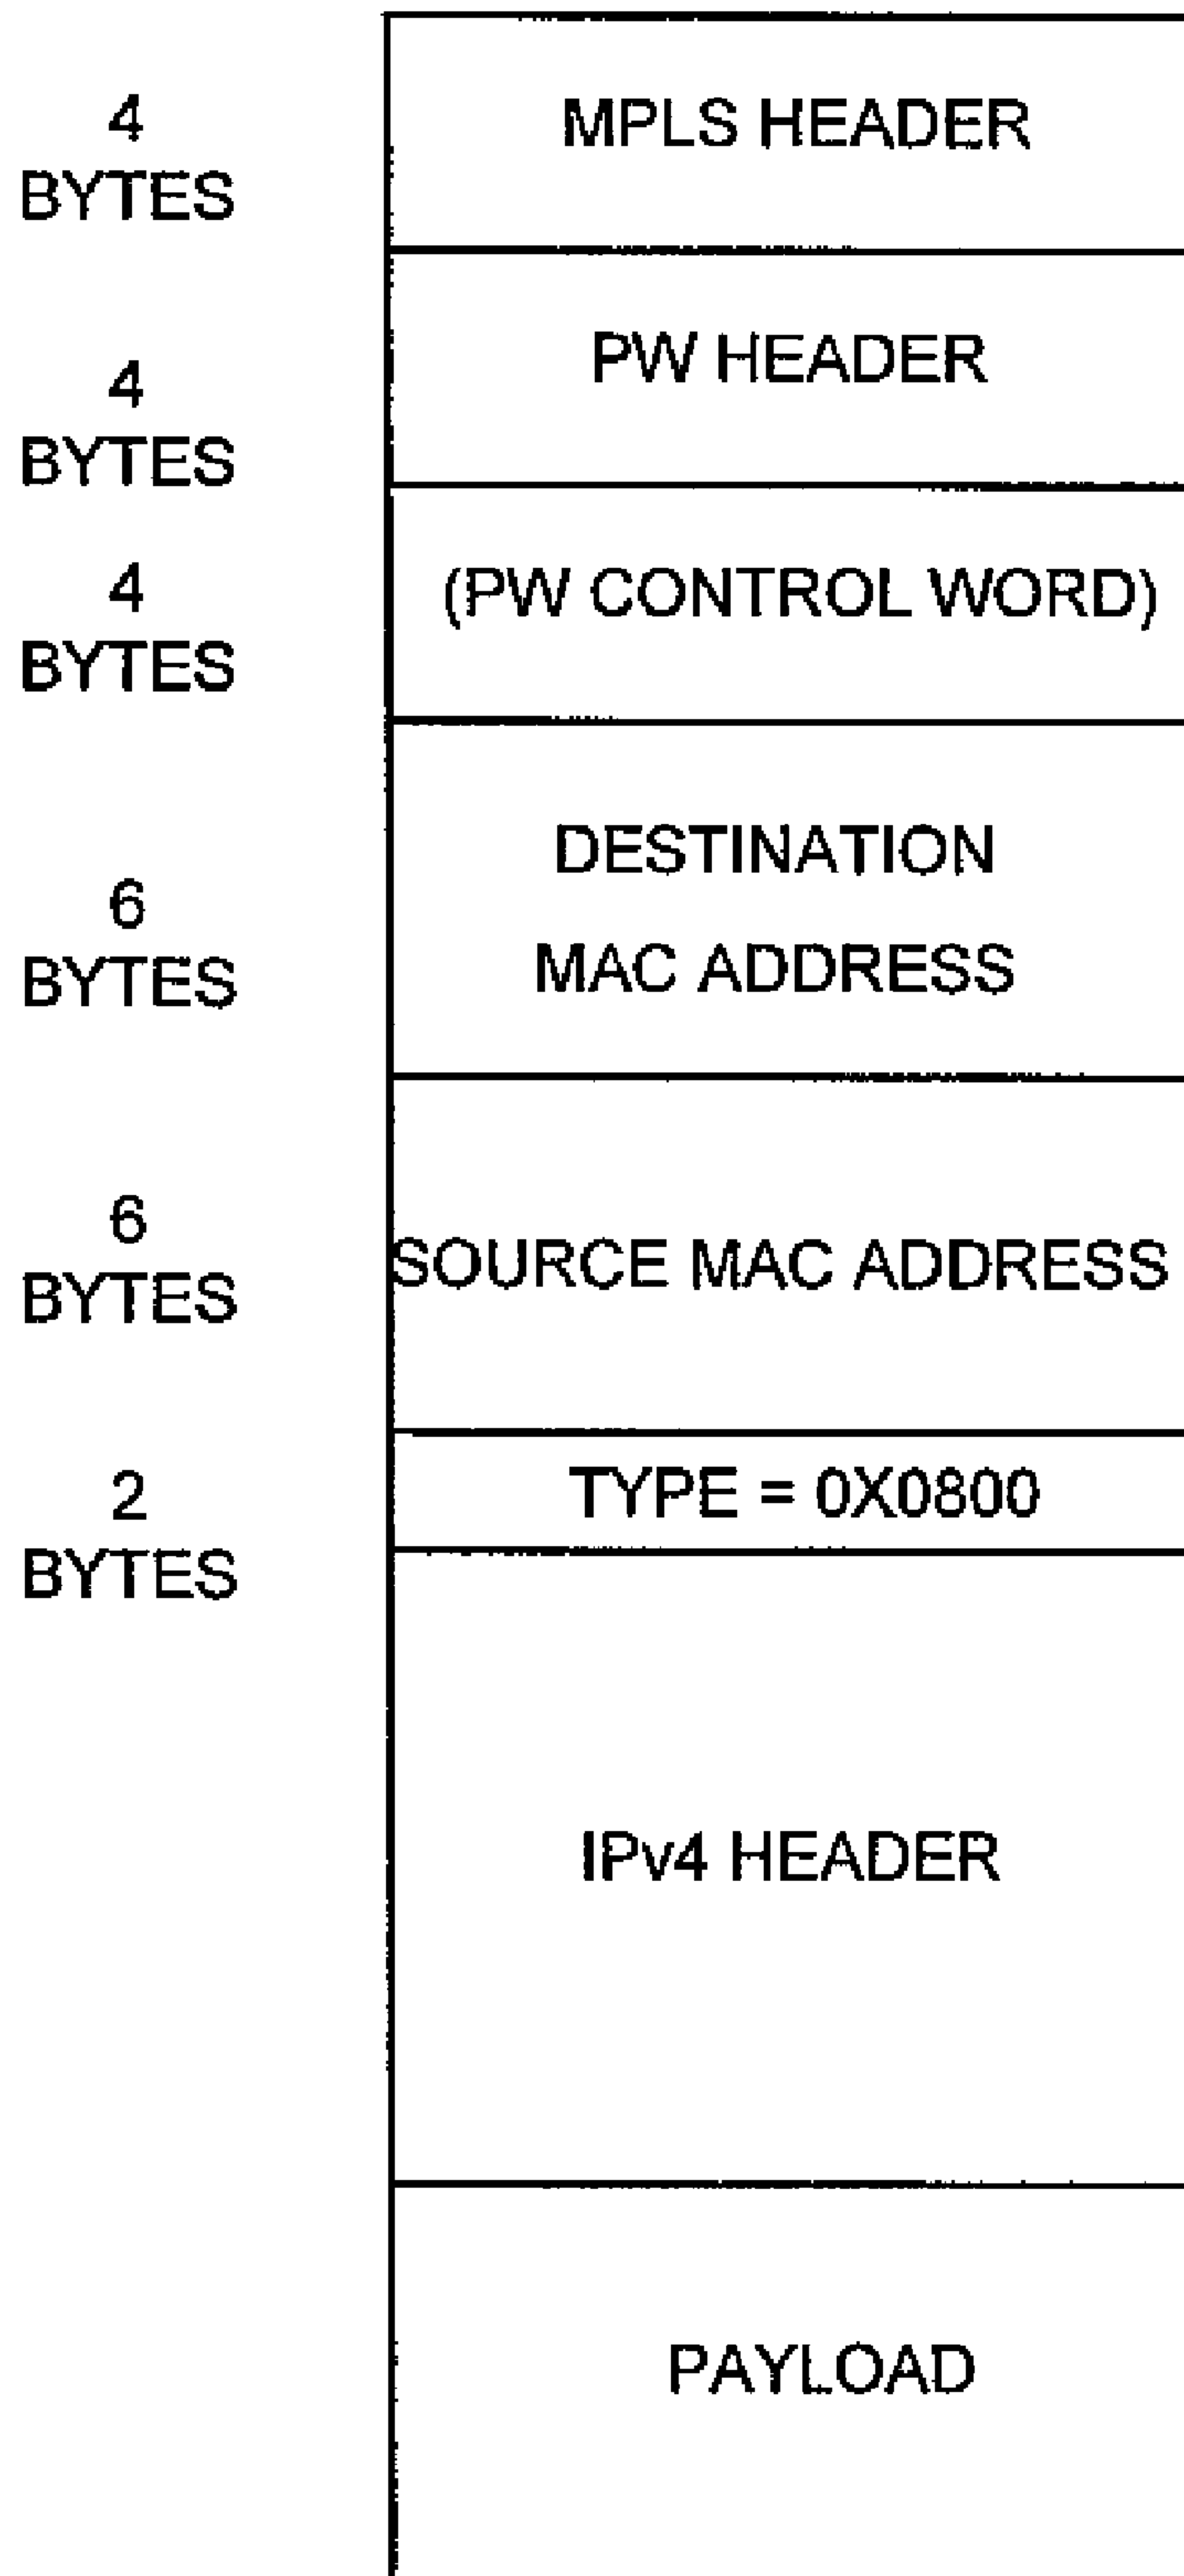 4
BYTES
MPLS HEADER
4
BYTES
PW HEADER
4
BYTES
(PW CONTROL WORD)
6
BYTES
DESTINATION
MAC ADDRESS
6
BYTES
SOURCE MAC ADDRESS
2
BYTES
TYPE = 0X0800
IPv4 HEADER
PAYLOAD